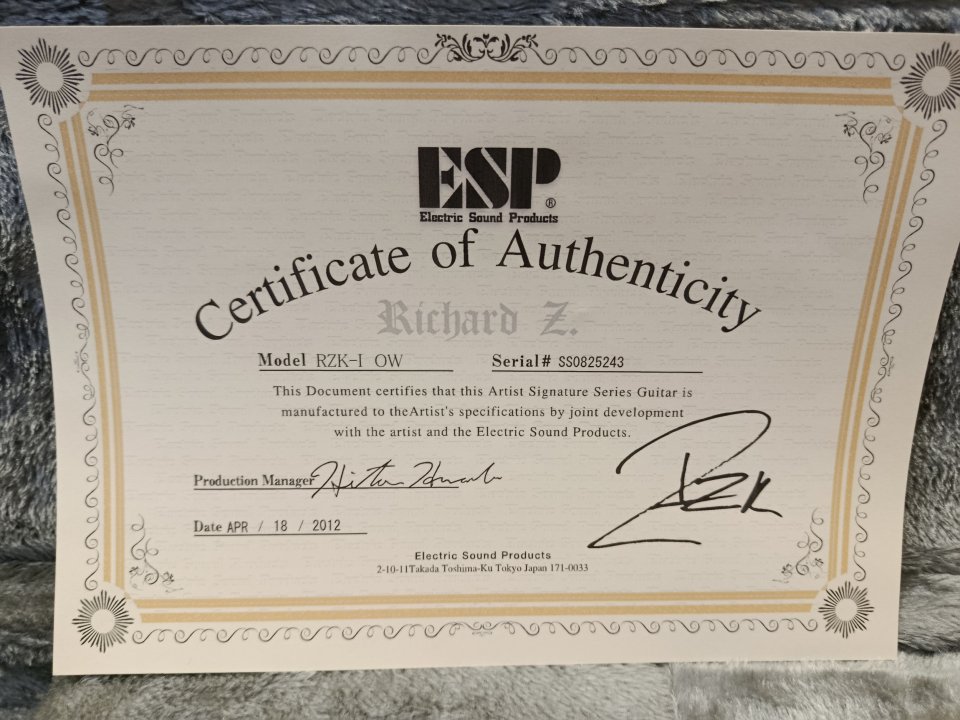 ESP®
Electric Sound Products
Certificate of Authenticity
Richard Z.
Model RZK-I OW Serial# SS0825243
This Document certifies that this Artist Signature Series Guitar is
manufactured to theArtist's specifications by joint development
with the artist and the Electric Sound Products.
Production Manager
RZK
Date APR / 18 / 2012
Electric Sound Products
2-10-11Takada Toshima-Ku Tokyo Japan 171-0033